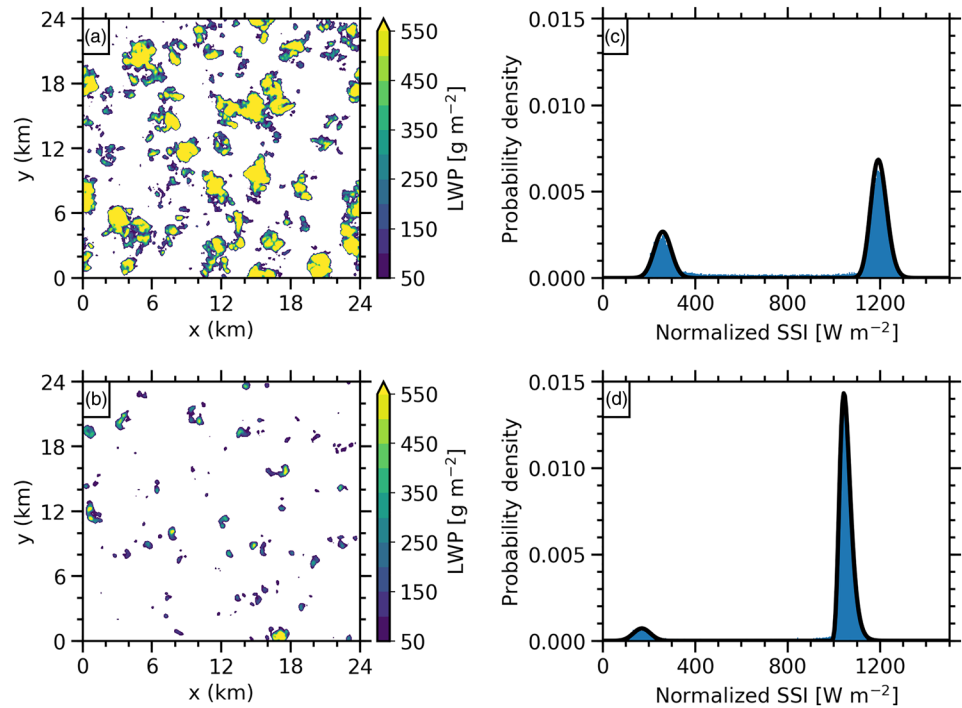 (a)
24
18
12
6
0
y (km)
0 6 12 18 24
x (km)
550
450
350
250
150
50
LWP [g m−2]
(c)
0.015
0.010
0.005
0.000
Probability density
0 400 800 1200
Normalized SSI [W m−2]
(b)
24
18
12
6
0
y (km)
0 6 12 18 24
x (km)
550
450
350
250
150
50
LWP [g m−2]
(d)
0.015
0.010
0.005
0.000
Probability density
0 400 800 1200
Normalized SSI [W m−2]